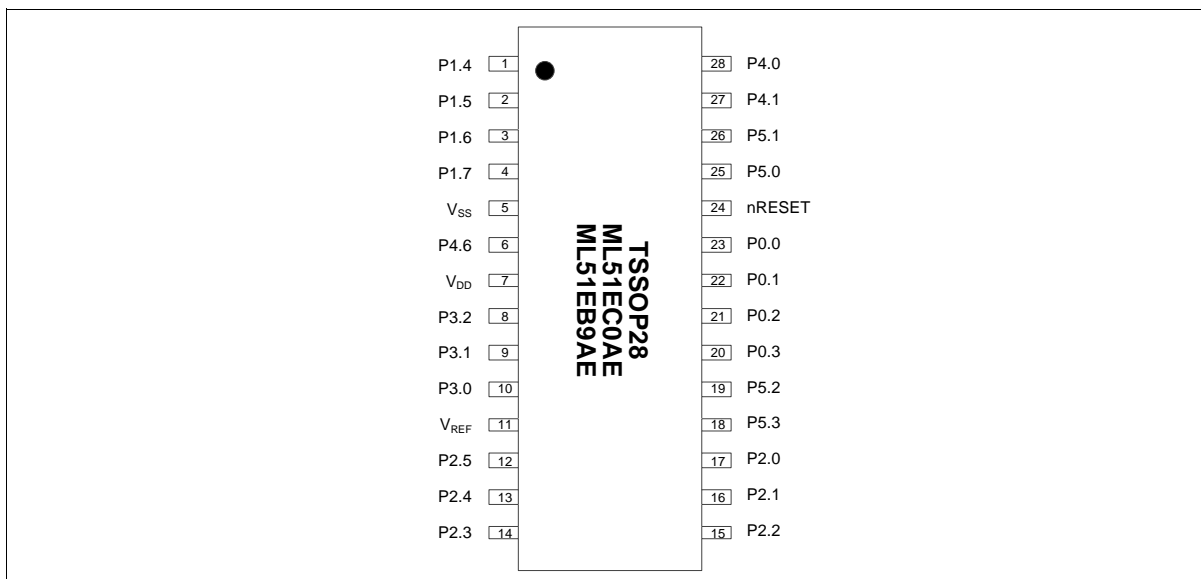 P1.4 1 28 P4.0
P1.5 2 27 P4.1
P1.6 3 26 P5.1
P1.7 4 25 P5.0
VSS 5 24 nRESET
P4.6 6 23 P0.0
VDD 7 22 P0.1
P3.2 8 21 P0.2
P3.1 9 20 P0.3
P3.0 10 19 P5.2
VREF 11 18 P5.3
P2.5 12 17 P2.0
P2.4 13 16 P2.1
P2.3 14 15 P2.2
TSSOP28
ML51EC0AE
ML51EB9AE